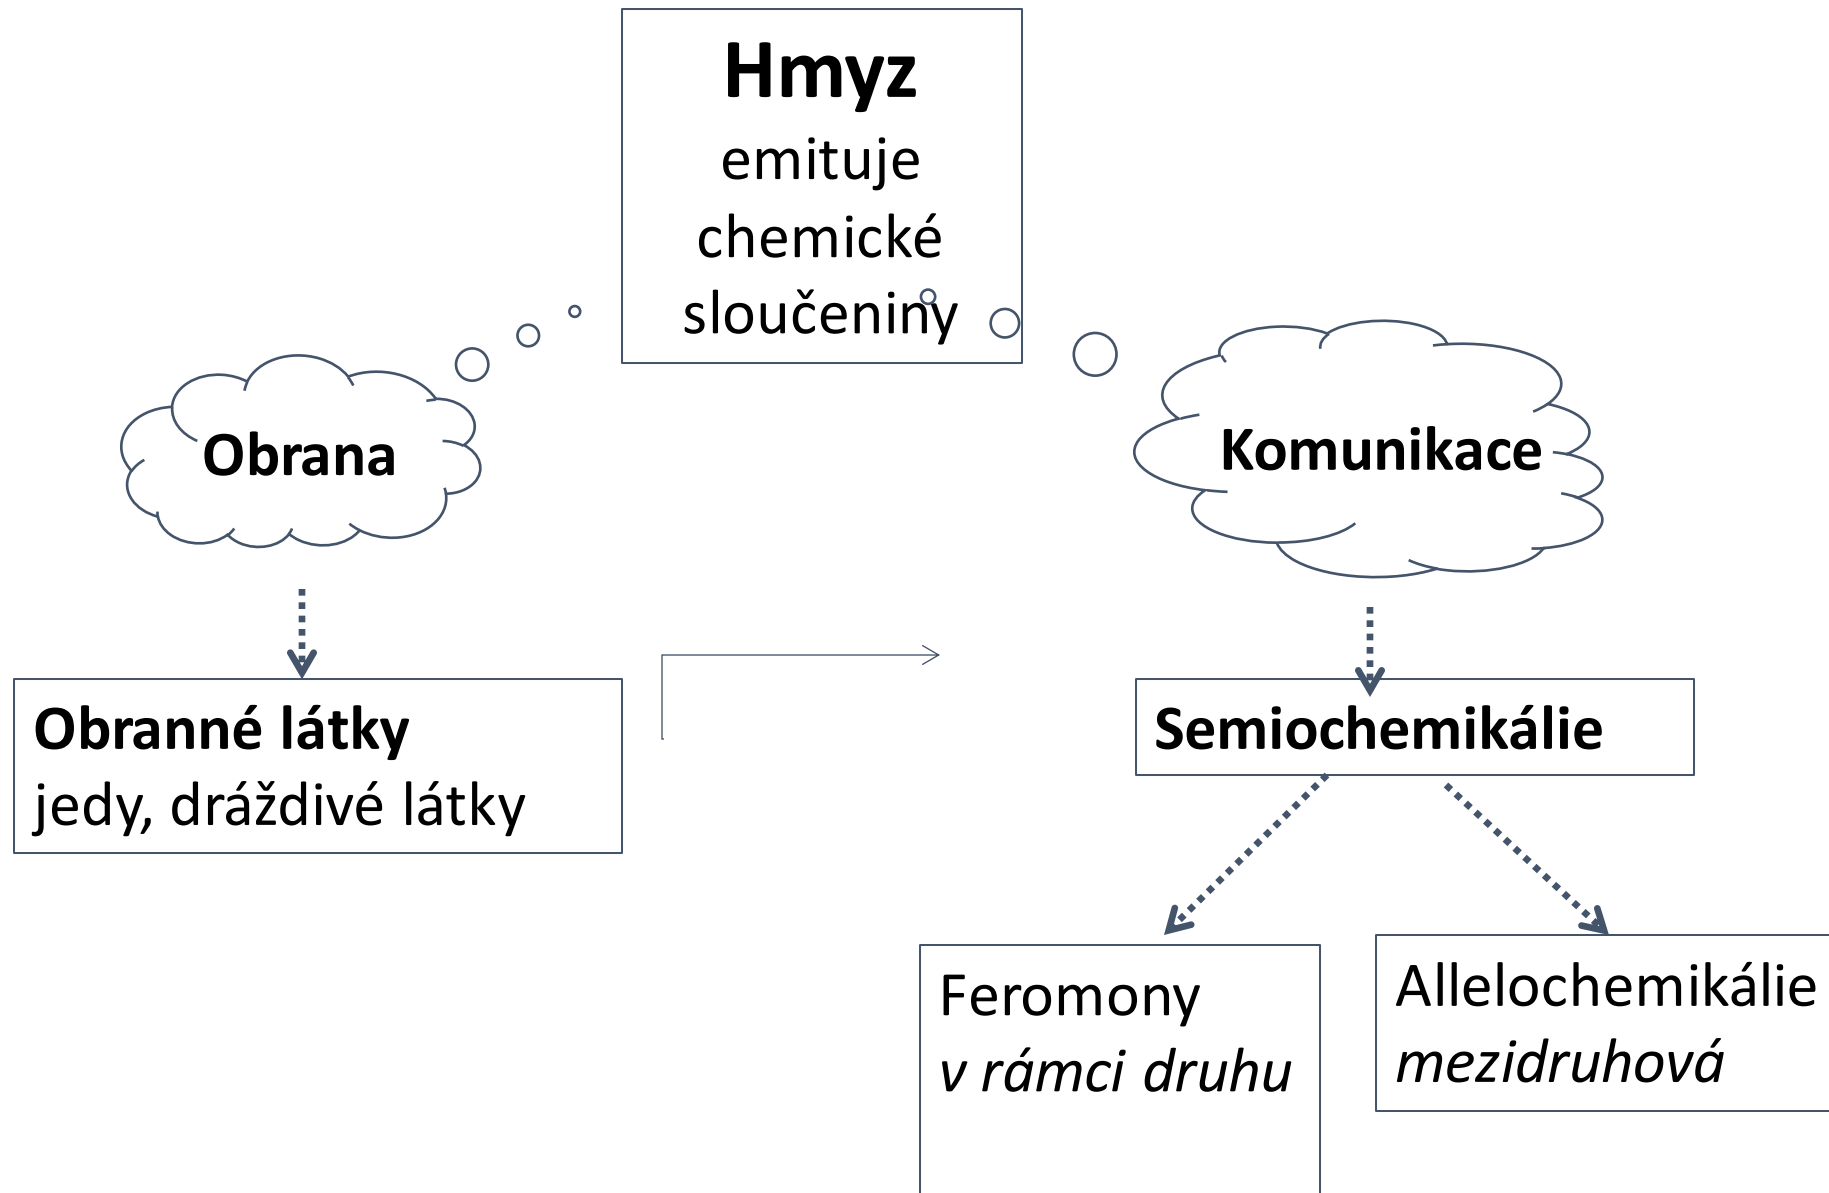 Hmyz
emituje
chemické
sloučeniny
Obrana
Komunikace
Obranné látky
jedy, dráždivé látky
Semiochemikálie
Feromony
v rámci druhu
Allelochemikálie
mezidruhová